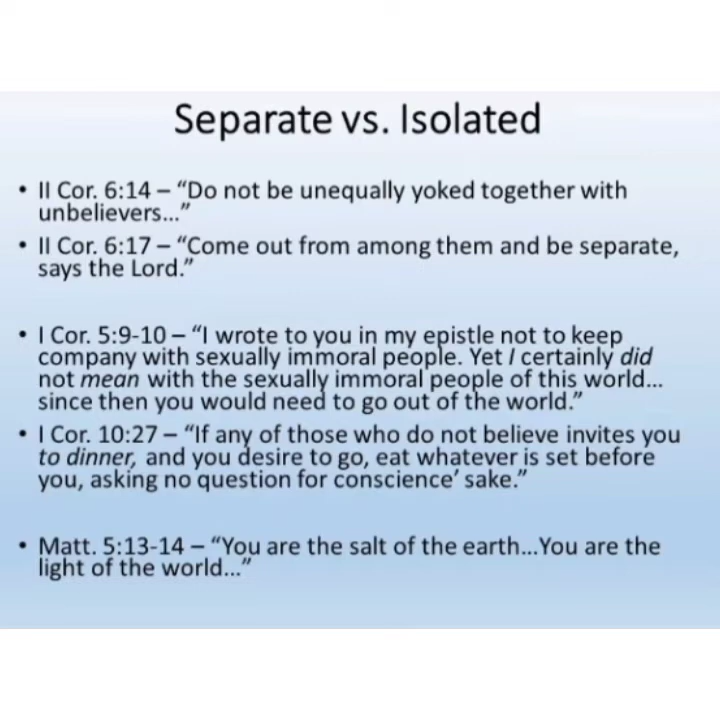 Separate vs. Isolated
• II Cor. 6:14 – “Do not be unequally yoked together with
unbelievers...”
• II Cor. 6:17 – “Come out from among them and be separate,
says the Lord.”
• I Cor. 5:9-10 – “I wrote to you in my epistle not to keep
company with sexually immoral people. Yet I certainly did
not mean with the sexually immoral people of this world...
since then you would need to go out of the world.”
• I Cor. 10:27 – “If any of those who do not believe invites you
to dinner, and you desire to go, eat whatever is set before
you, asking no question for conscience’ sake.”
• Matt. 5:13-14 – “You are the salt of the earth...You are the
light of the world...”